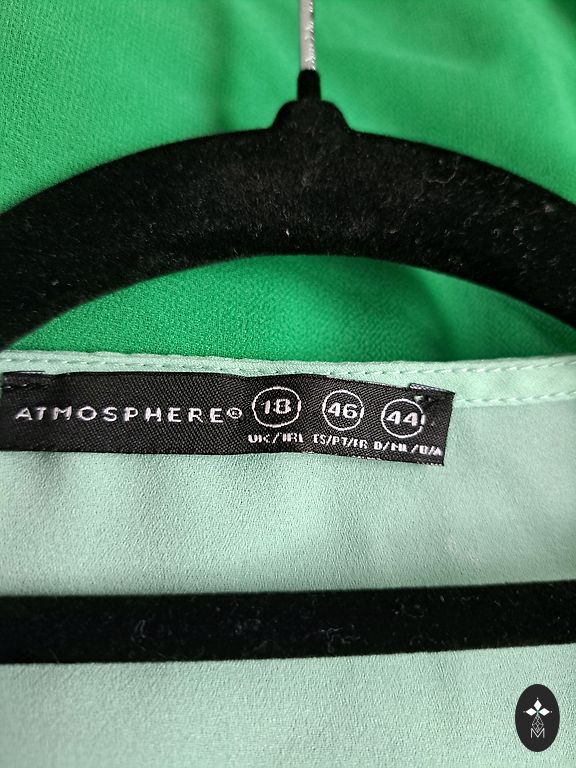 ATMOSPHERE® 18 46 44
UK/IRL ES/PT/FR D/NL/B/A
M